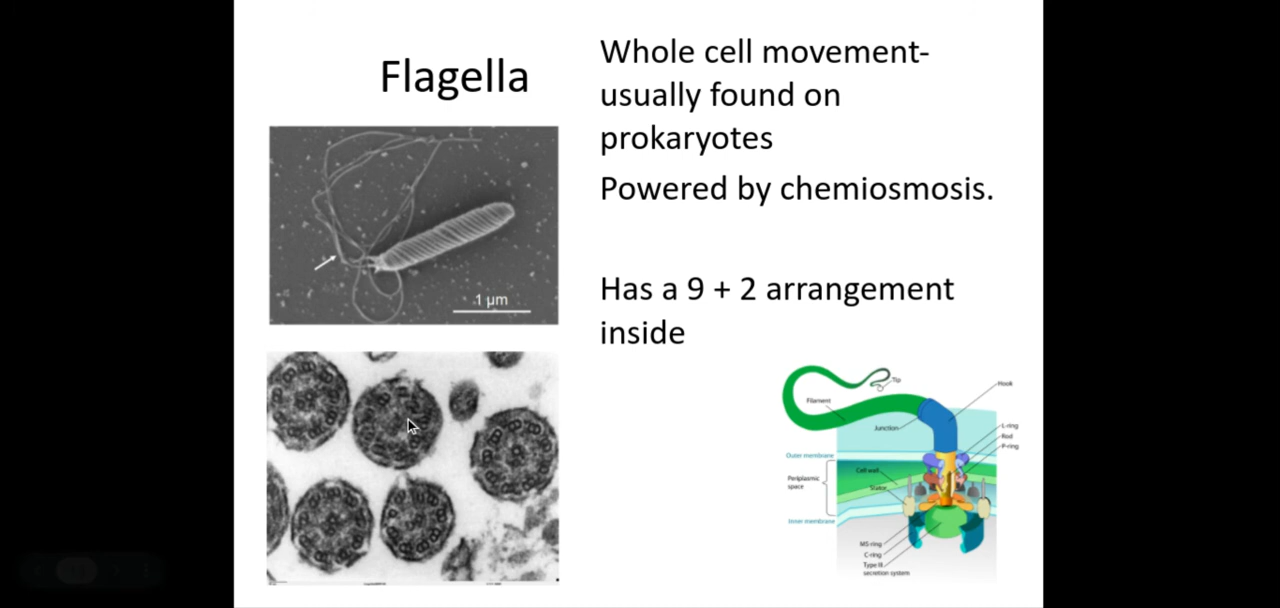 Flagella
Whole cell movement-
usually found on
prokaryotes
Powered by chemiosmosis.
Has a 9 + 2 arrangement
inside
1 µm
Tip
Hook
Filament
Junction
L-ring
Rod
P-ring
Outer membrane
Cell wall
Periplasmic
space
Stator
Inner membrane
MS-ring
C-ring
Type III
secretion system